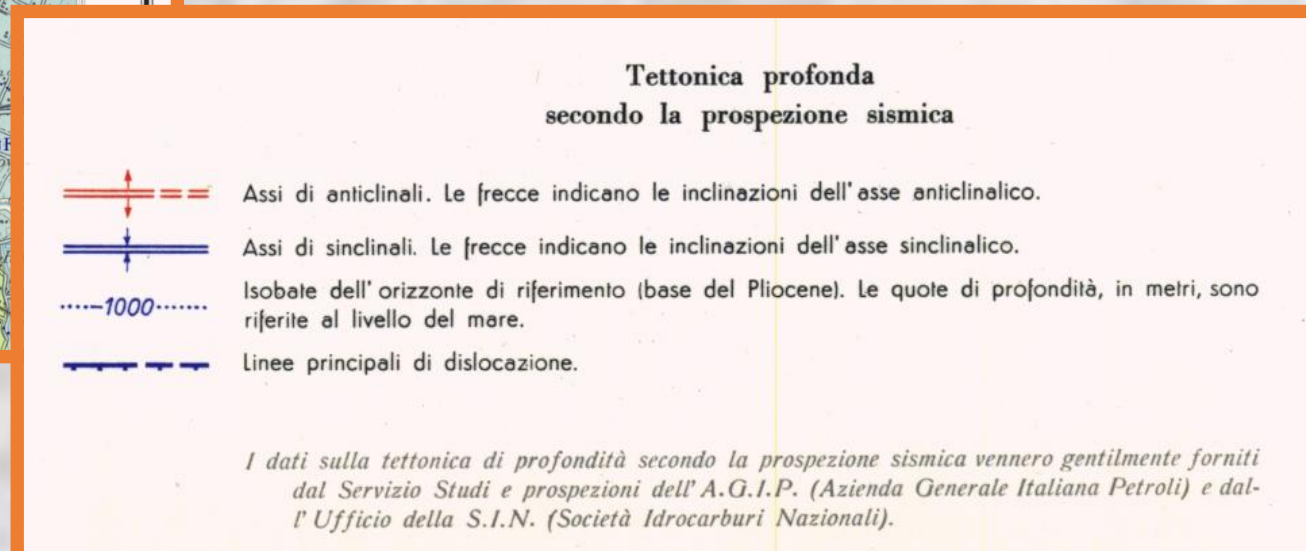 Tettonica profonda
secondo la prospezione sismica
Assi di anticlinali. Le frecce indicano le inclinazioni dell'asse anticlinalico.
Assi di sinclinali. Le frecce indicano le inclinazioni dell'asse sinclinalico.
-1000
Isobate dell'orizzonte di riferimento (base del Pliocene). Le quote di profondità, in metri, sono
riferite al livello del mare.
Linee principali di dislocazione.
I dati sulla tettonica di profondità secondo la prospezione sismica vennero gentilmente forniti
dal Servizio Studi e prospezioni dell'A.G.I.P. (Azienda Generale Italiana Petroli) e dal-
l'Ufficio della S.I.N. (Società Idrocarburi Nazionali).